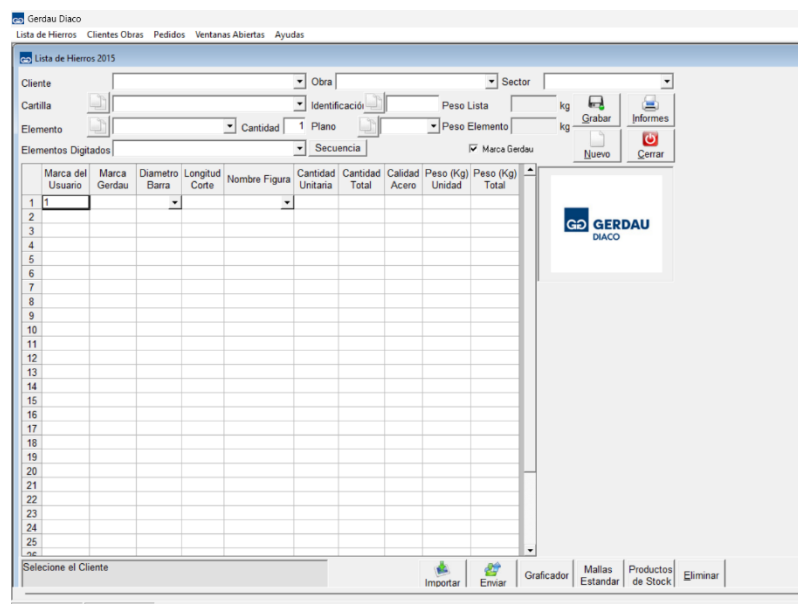 Gerdau Diaco
Lista de Hierros Clientes Obras Pedidos Ventanas Abiertas Ayudas
Lista de Hierros 2015
Cliente Obra Sector
Cartilla Identificació Peso Lista kg Grabar Informes
Elemento Cantidad 1 Plano Peso Elemento kg
Elementos Digitados Secuencia Marca Gerdau Nuevo Cerrar
Marca del Marca Diametro Longitud Nombre Figura Cantidad Cantidad Calidad Peso (Kg) Peso (Kg)
Usuario Gerdau Barra Corte Unitaria Total Acero Unidad Total
1 1
2
3
4
5
6
7
8
9
10
11
12
13
14
15
16
17
18
19
20
21
22
23
24
25
26
GG GERDAU
DIACO
Selecione el Cliente
Importar Enviar Graficador Mallas Estandar Productos de Stock Eliminar